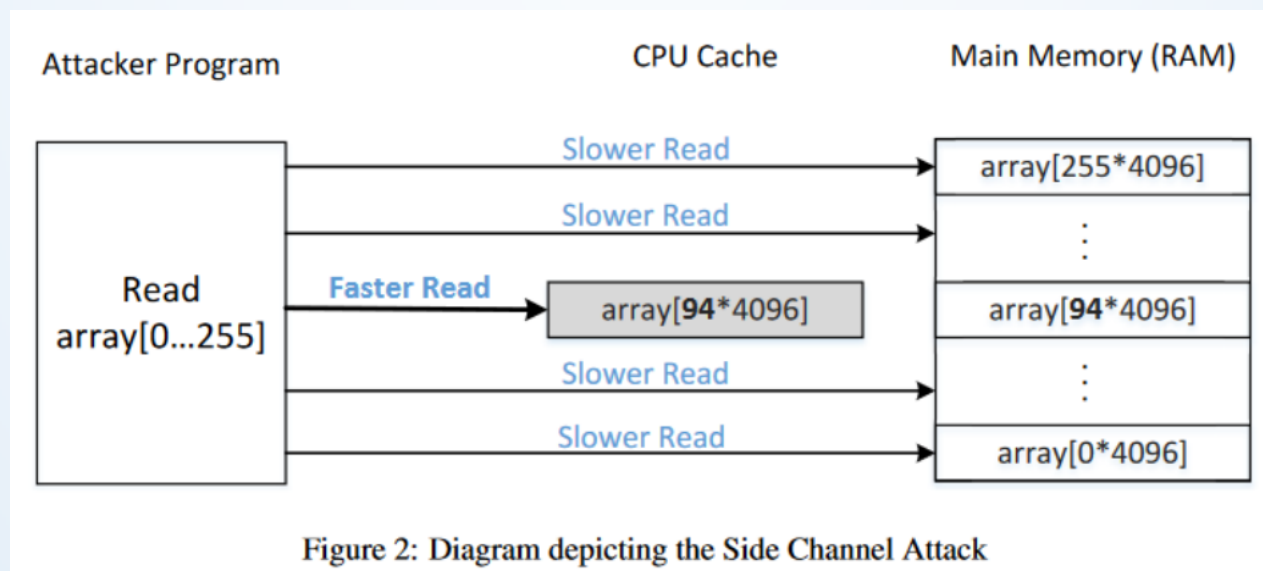 Attacker Program
CPU Cache
Main Memory (RAM)
Slower Read
array[255*4096]
Slower Read
⋮
Read
array[0...255]
Faster Read
array[94*4096]
array[94*4096]
Slower Read
⋮
Slower Read
array[0*4096]
Figure 2: Diagram depicting the Side Channel Attack